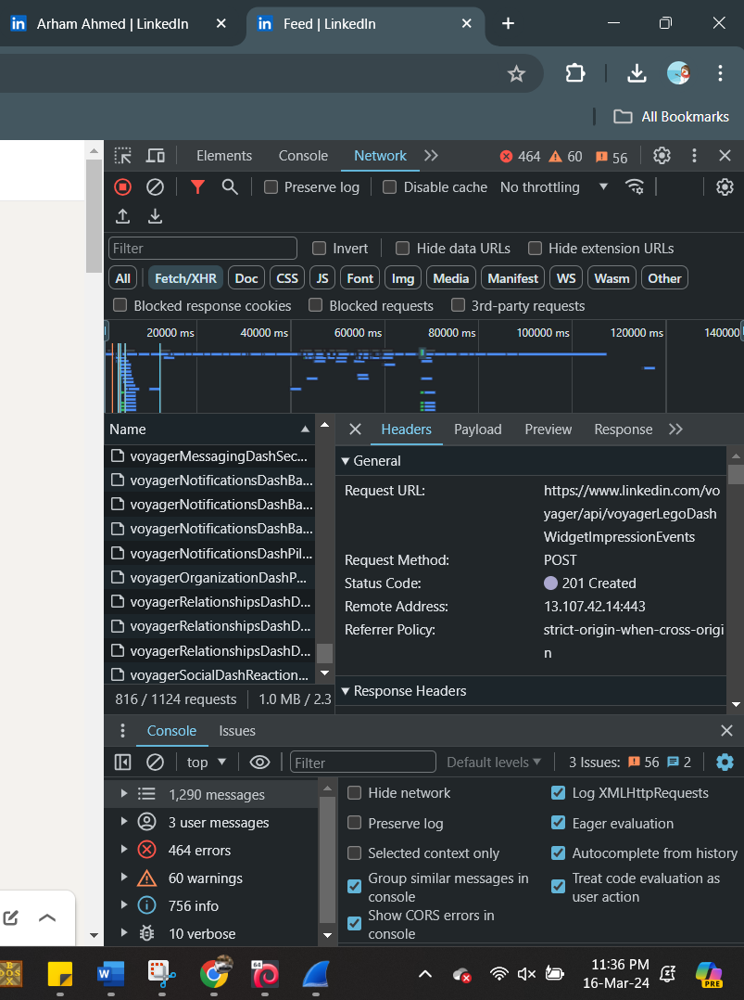 in Arham Ahmed | LinkedIn
in Feed | LinkedIn
All Bookmarks
Elements Console Network 464 60 56
Preserve log Disable cache No throttling
Filter Invert Hide data URLs Hide extension URLs
All Fetch/XHR Doc CSS JS Font Img Media Manifest WS Wasm Other
Blocked response cookies Blocked requests 3rd-party requests
20000 ms 40000 ms 60000 ms 80000 ms 100000 ms 120000 ms 140000
Name
voyagerMessagingDashSec...
voyagerNotificationsDashBa...
voyagerNotificationsDashBa...
voyagerNotificationsDashBa...
voyagerNotificationsDashPil...
voyagerOrganizationDashP...
voyagerRelationshipsDashD...
voyagerRelationshipsDashD...
voyagerRelationshipsDashD...
voyagerSocialDashReaction...
816 / 1124 requests 1.0 MB / 2.3
Headers Payload Preview Response
General
Request URL: https://www.linkedin.com/vo
yager/api/voyagerLegoDash
WidgetImpressionEvents
Request Method: POST
Status Code: 201 Created
Remote Address: 13.107.42.14:443
Referrer Policy: strict-origin-when-cross-origi
n
Response Headers
Console Issues
top Filter Default levels 3 Issues: 56 2
1,290 messages
3 user messages
464 errors
60 warnings
756 info
10 verbose
Hide network
Preserve log
Selected context only
Group similar messages in
console
Show CORS errors in
console
Log XMLHttpRequests
Eager evaluation
Autocomplete from history
Treat code evaluation as
user action
64
11:36 PM
16-Mar-24
PRE